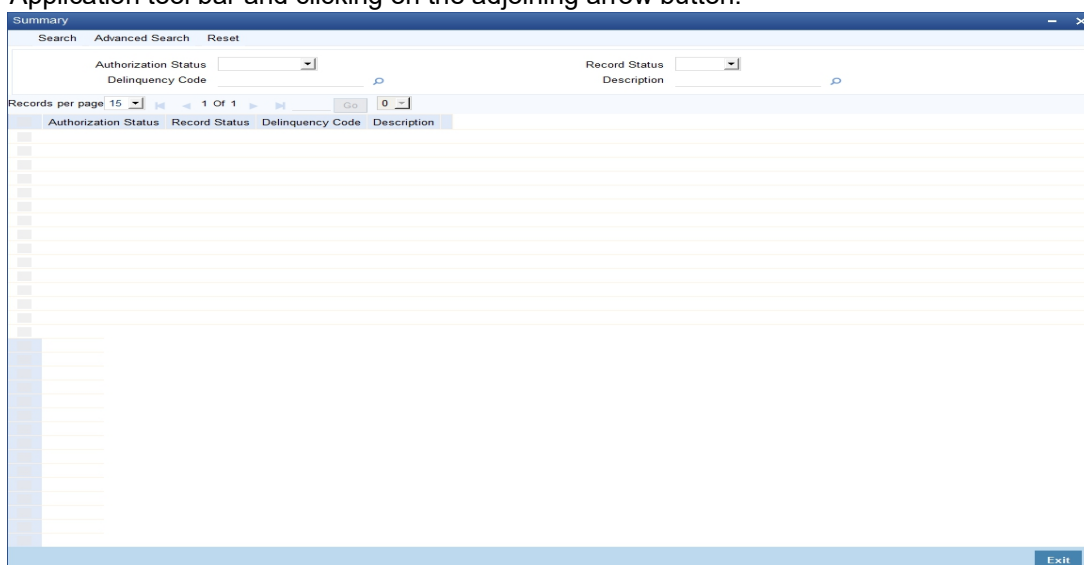 Application tool bar and clicking on the adjoining arrow button.
Summary
Search Advanced Search Reset
Authorization Status Record Status
Delinquency Code Description
Records per page 15 1 Of 1 Go 0
Authorization Status Record Status Delinquency Code Description
Exit